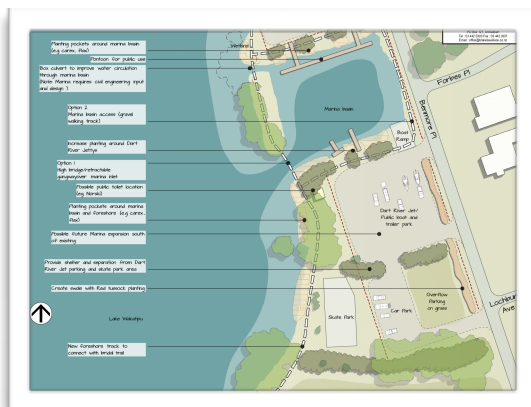 Planting pockets around marina basin
(e.g carex, flax)
Pontoon for public use
Box culvert to improve water circulation
through marina basin
(Note Marina requires civil engineering input
and design )
Option 2
Marina basin access (gravel
walking track)
Increase planting around Dart
River Jettys
Option 1
High bridge/retractable
gangway over marina inlet
Possible public toilet location
(e.g Norski)
Planting pockets around marina
basin and foreshore (e.g carex,
flax)
Possible future Marina expansion south
of existing
Provide shelter and separation from Dart
River Jet parking and skate park area
Create swale with Red tussock planting
Lake Wakatipu
New foreshore track to
connect with bridal trail
Wetland
Marina basin
Boat
Ramp
Forbes Pl
Benmore Pl
Dart River Jet/
Public boat and
trailer park
Overflow
Parking
on grass
Car Park
Skate Park
Lochburn
Ave